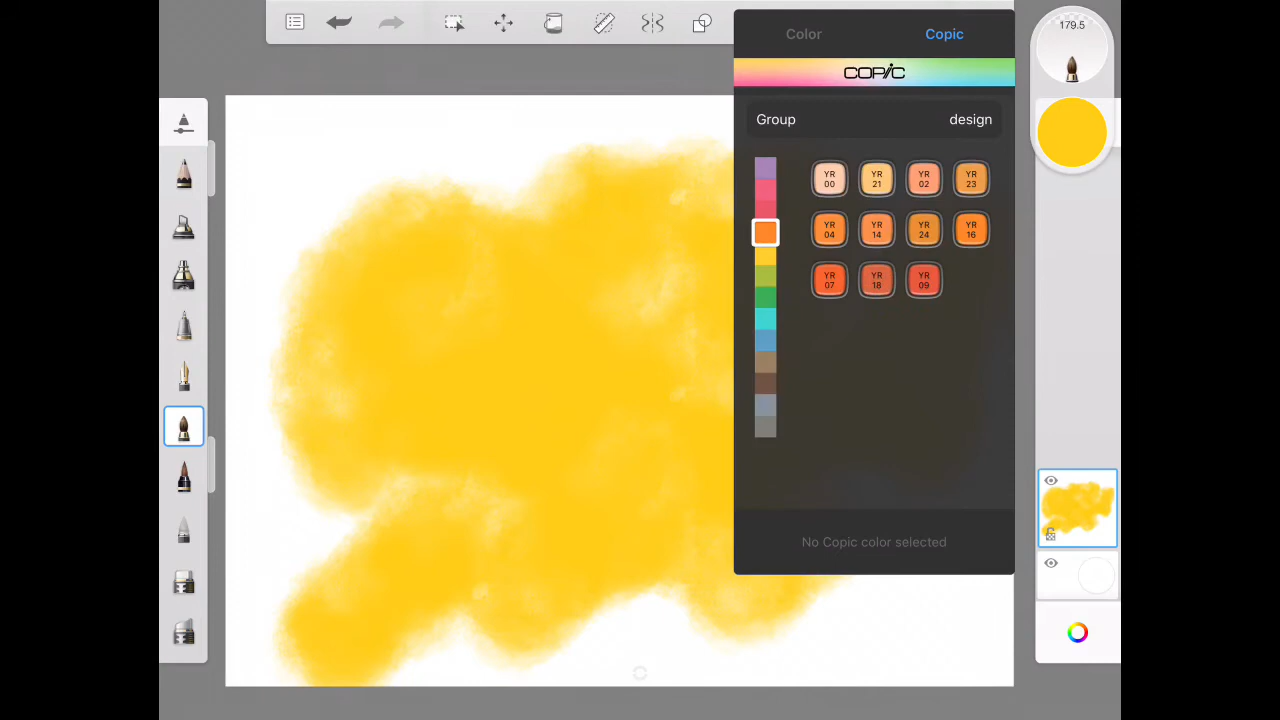 179.5
Color Copic
COPIC
Group design
YR 00
YR 21
YR 02
YR 23
YR 04
YR 14
YR 24
YR 16
YR 07
YR 18
YR 09
No Copic color selected